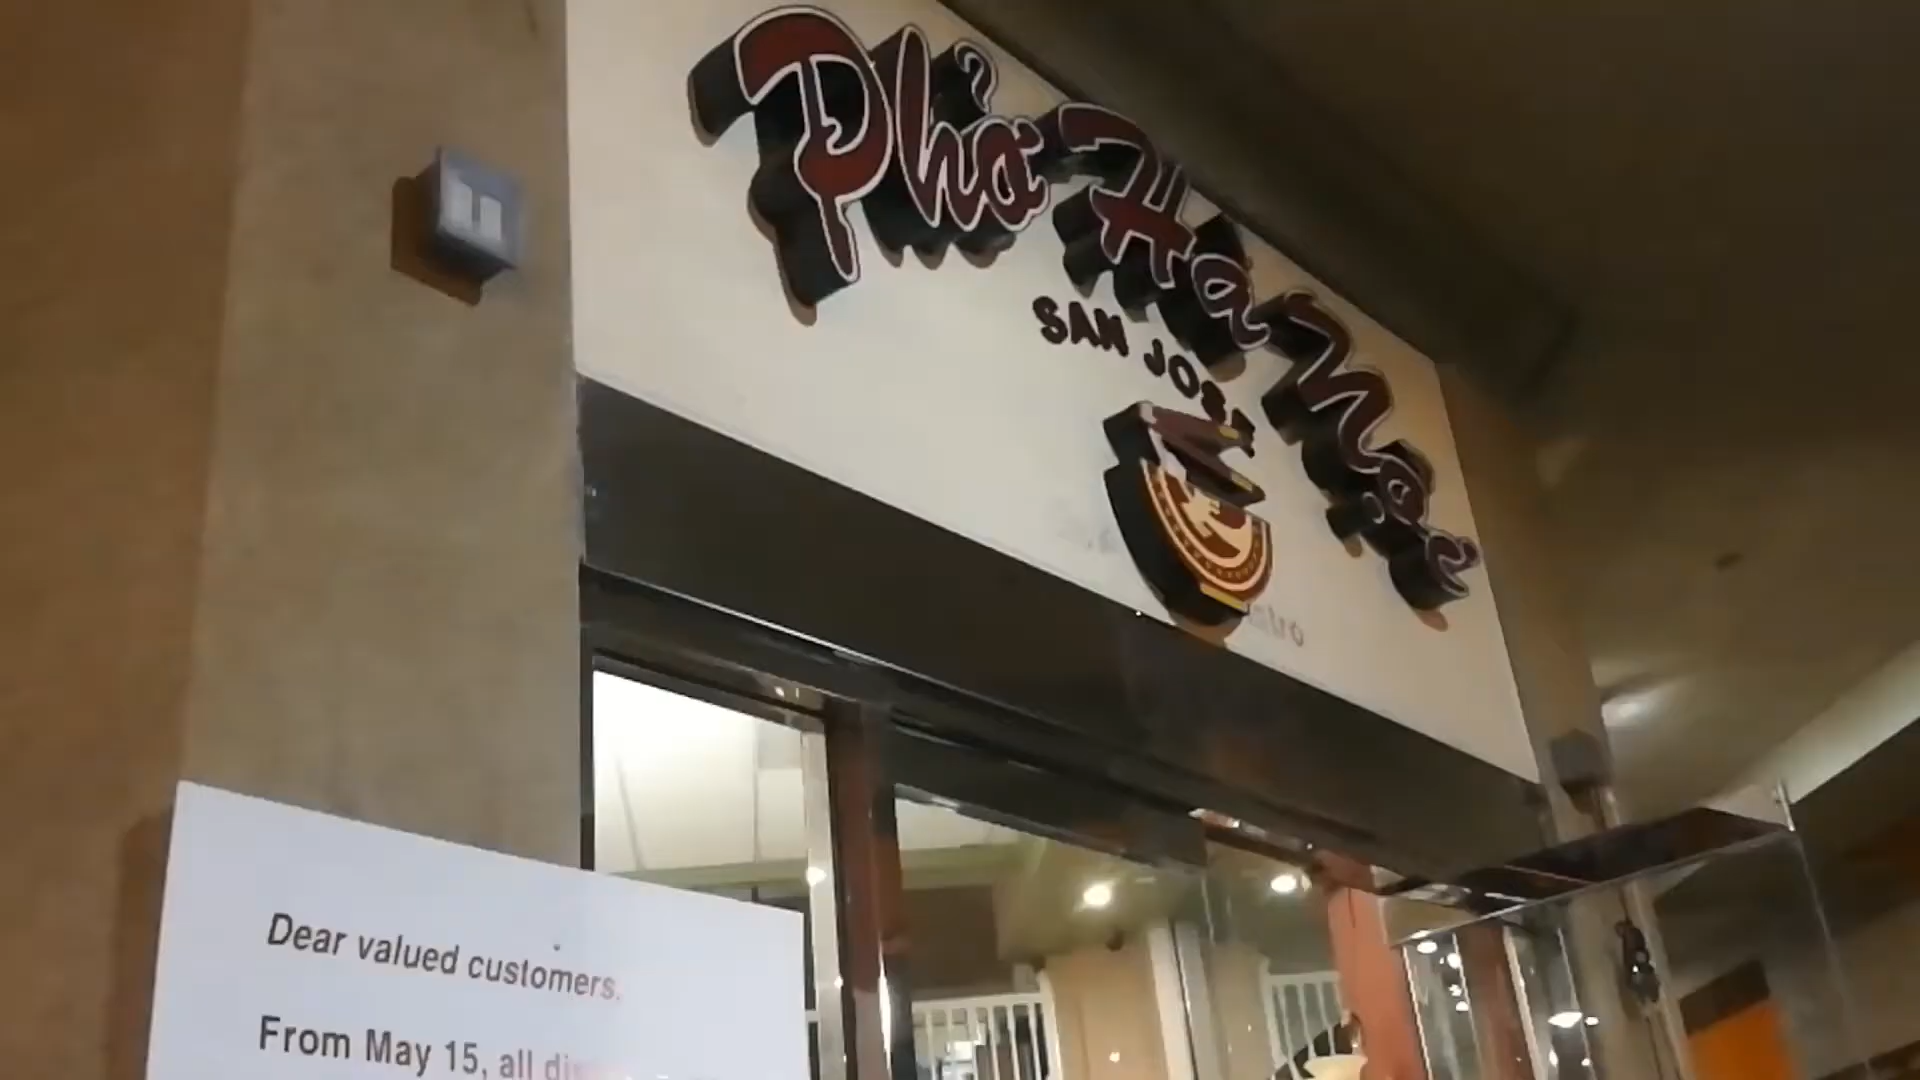 Phở Hà Nội
SAN JOSE
Dear valued customers,
From May 15, all